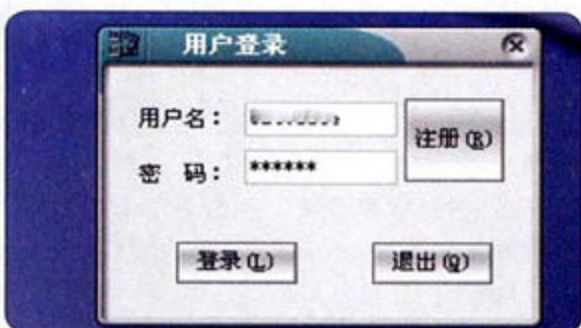 用户登录
用户名：
注册(R)
密 码： ******
登录(L) 退出(Q)